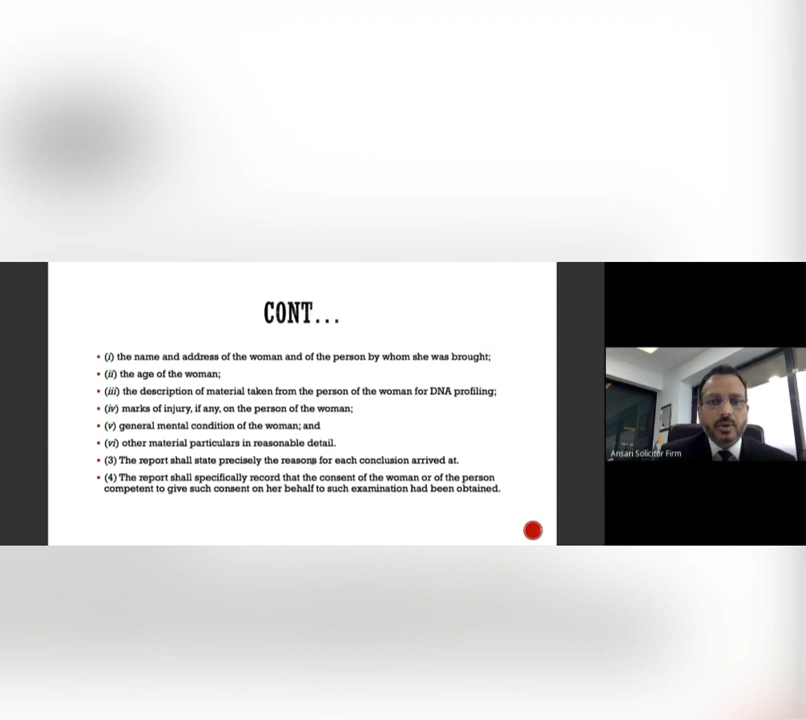 CONT...
• (i) the name and address of the woman and of the person by whom she was brought;
• (ii) the age of the woman;
• (iii) the description of material taken from the person of the woman for DNA profiling;
• (iv) marks of injury, if any, on the person of the woman;
• (v) general mental condition of the woman; and
• (vi) other material particulars in reasonable detail.
• (3) The report shall state precisely the reasons for each conclusion arrived at.
• (4) The report shall specifically record that the consent of the woman or of the person
competent to give such consent on her behalf to such examination had been obtained.
Ansari Solicitor Firm